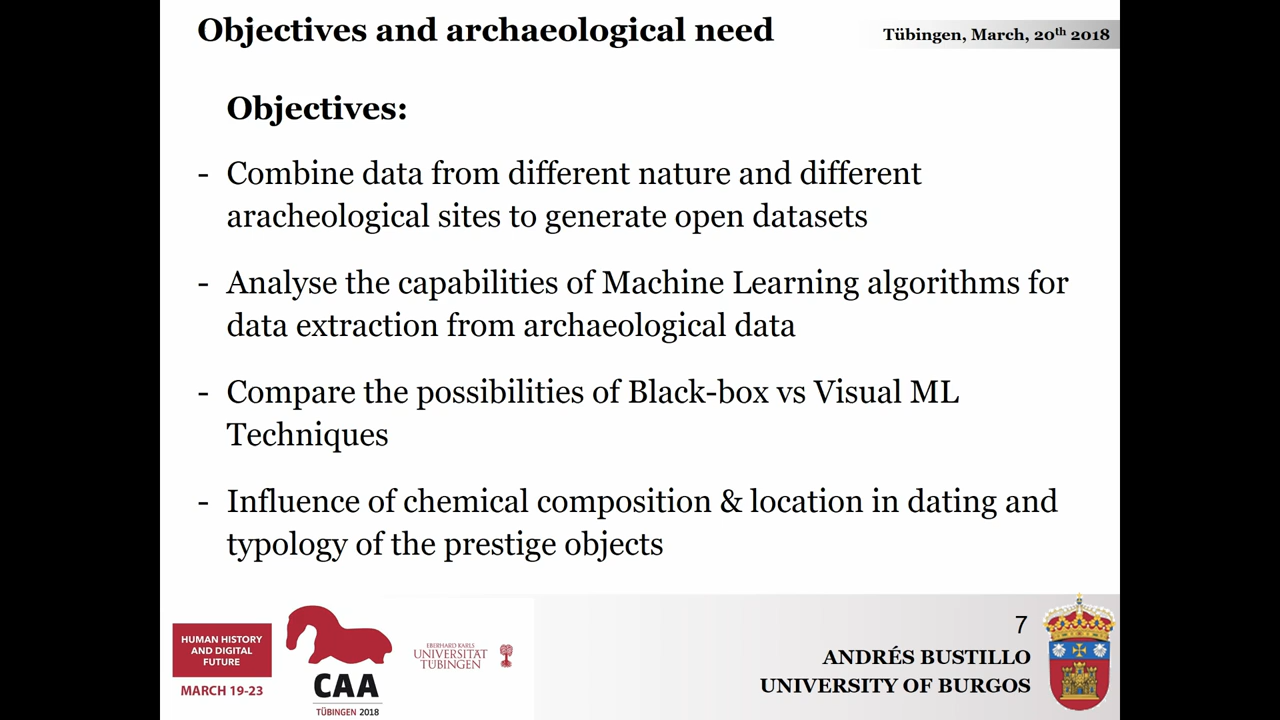 Objectives and archaeological need
Tübingen, March, 20th 2018
Objectives:
- Combine data from different nature and different
aracheological sites to generate open datasets
- Analyse the capabilities of Machine Learning algorithms for
data extraction from archaeological data
- Compare the possibilities of Black-box vs Visual ML
Techniques
- Influence of chemical composition & location in dating and
typology of the prestige objects
HUMAN HISTORY
AND DIGITAL
FUTURE
MARCH 19-23
CAA
TÜBINGEN 2018
EBERHARD KARLS
UNIVERSITÄT
TÜBINGEN
7
ANDRÉS BUSTILLO
UNIVERSITY OF BURGOS